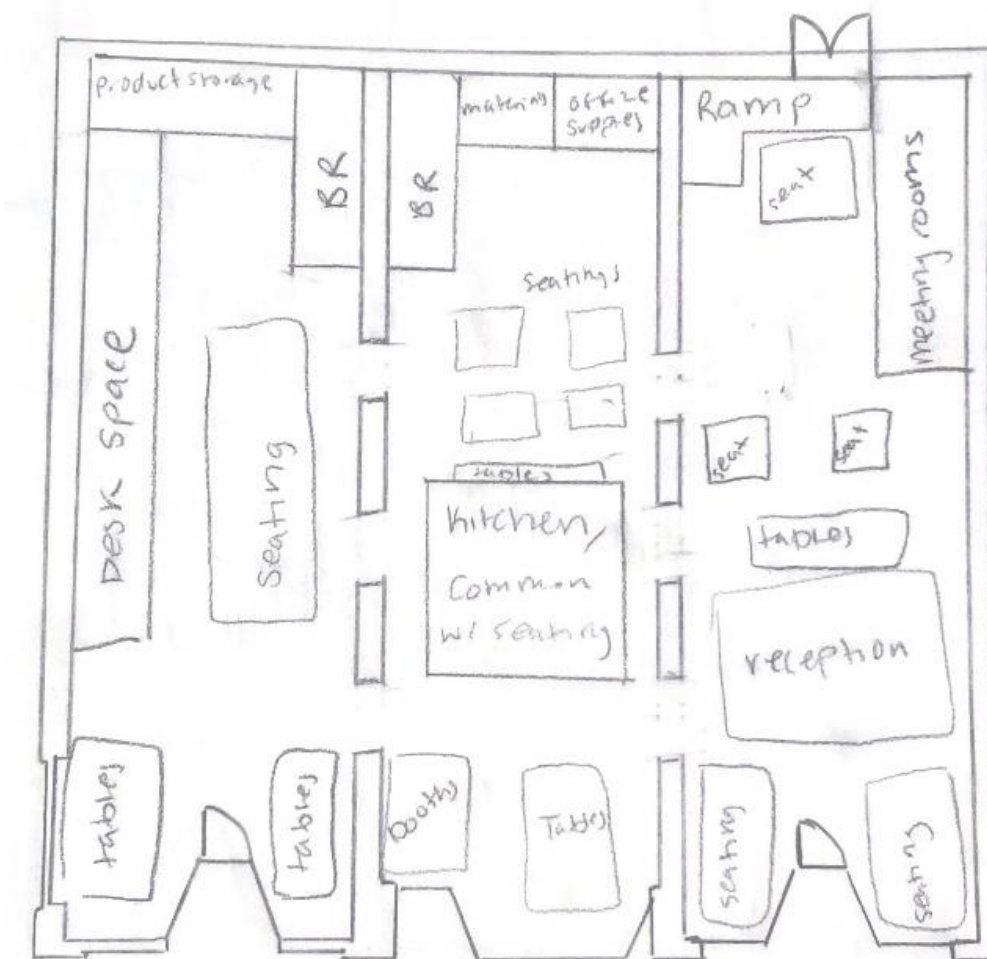 product storage
BR
BR
materials
office
supplies
Ramp
seat
meeting rooms
seatings
DESK space
seating
seat
seat
tables
kitchen/
common
w/ seating
tables
reception
tables
tables
booths
Tables
seating
seating